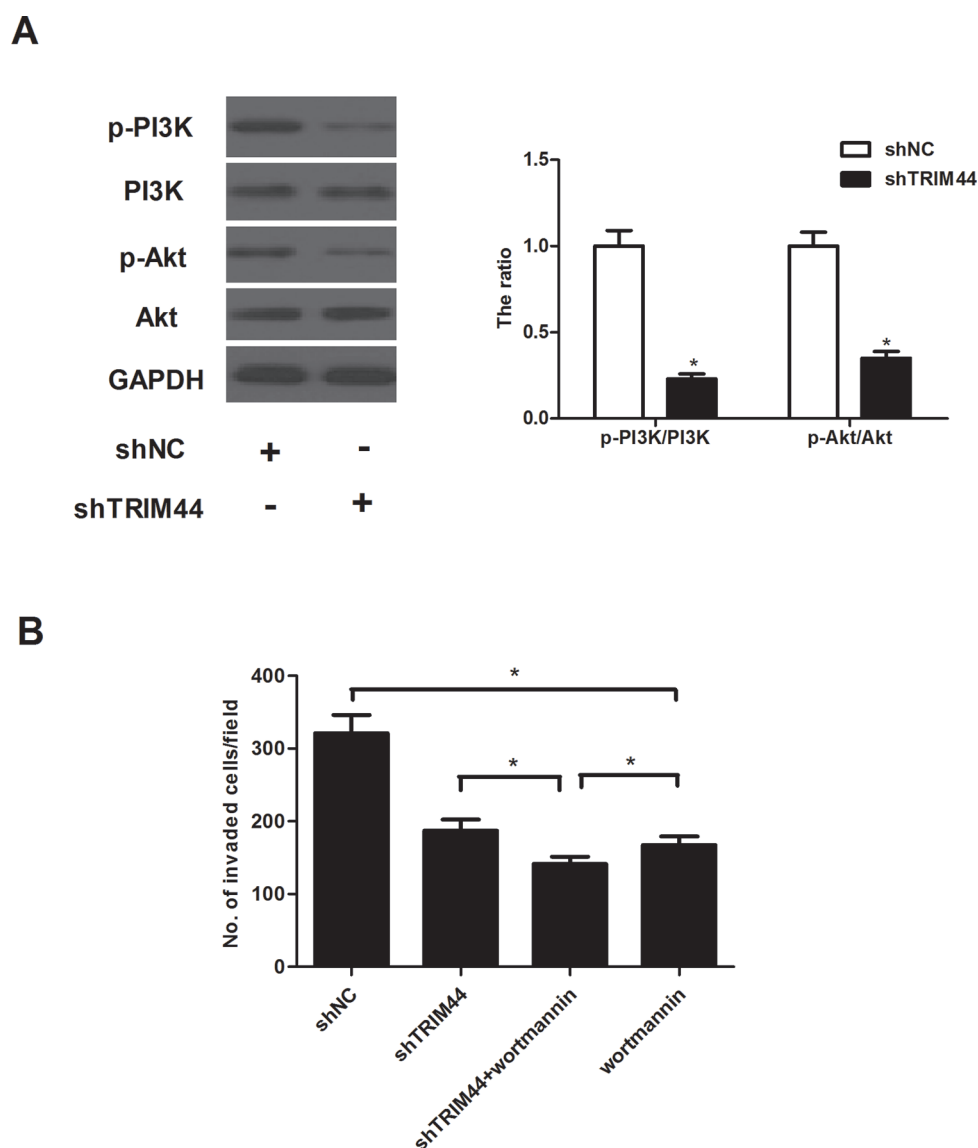 A
p-PI3K
PI3K
p-Akt
Akt
GAPDH
shNC + -
shTRIM44 - +
shNC
shTRIM44
The ratio
1.5
1.0
0.5
0.0
* *
p-PI3K/PI3K p-Akt/Akt
B
No. of invaded cells/field
400
300
200
100
0
*
* *
shNC
shTRIM44
shTRIM44+wortmannin
wortmannin